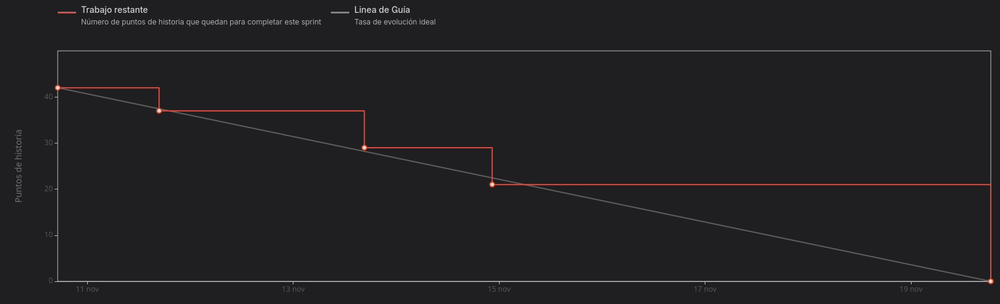 Trabajo restante
Número de puntos de historia que quedan para completar este sprint
Linea de Guía
Tasa de evolución ideal
Puntos de historia
40
30
20
10
0
11 nov
13 nov
15 nov
17 nov
19 nov